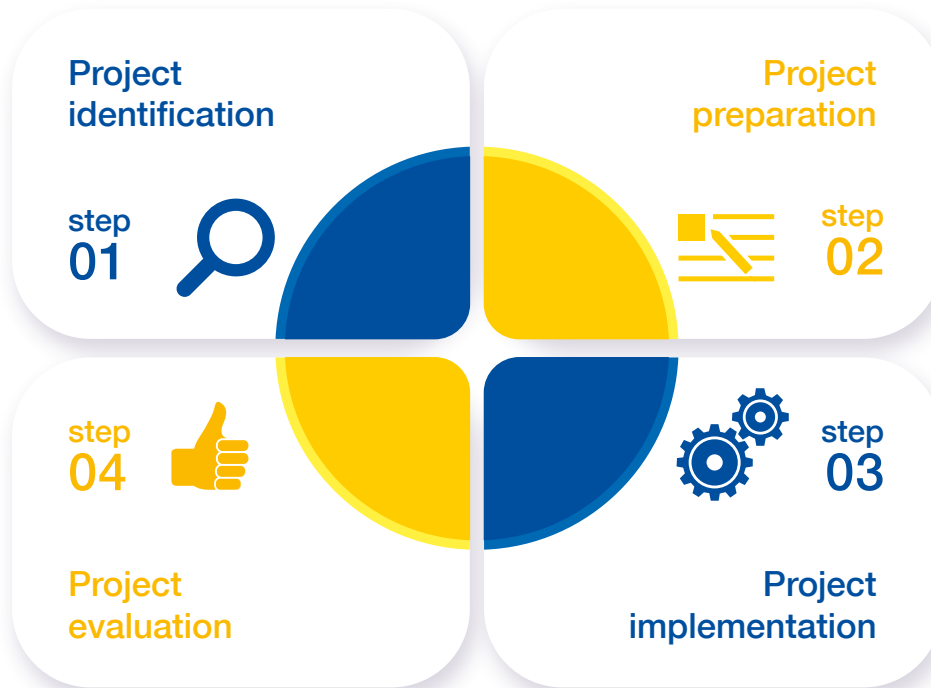 Project
identification
step
01
Project
preparation
step
02
step
03
Project
implementation
step
04
Project
evaluation